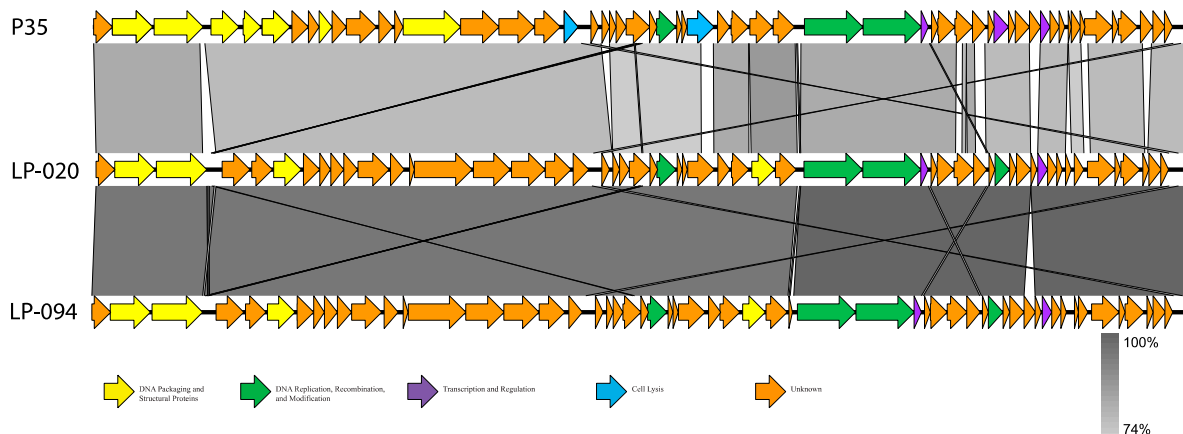 P35
LP-020
LP-094
100%
DNA Packaging and
Structural Proteins
DNA Replication, Recombination,
and Modification
Transcription and Regulation
Cell Lysis
Unknown
74%